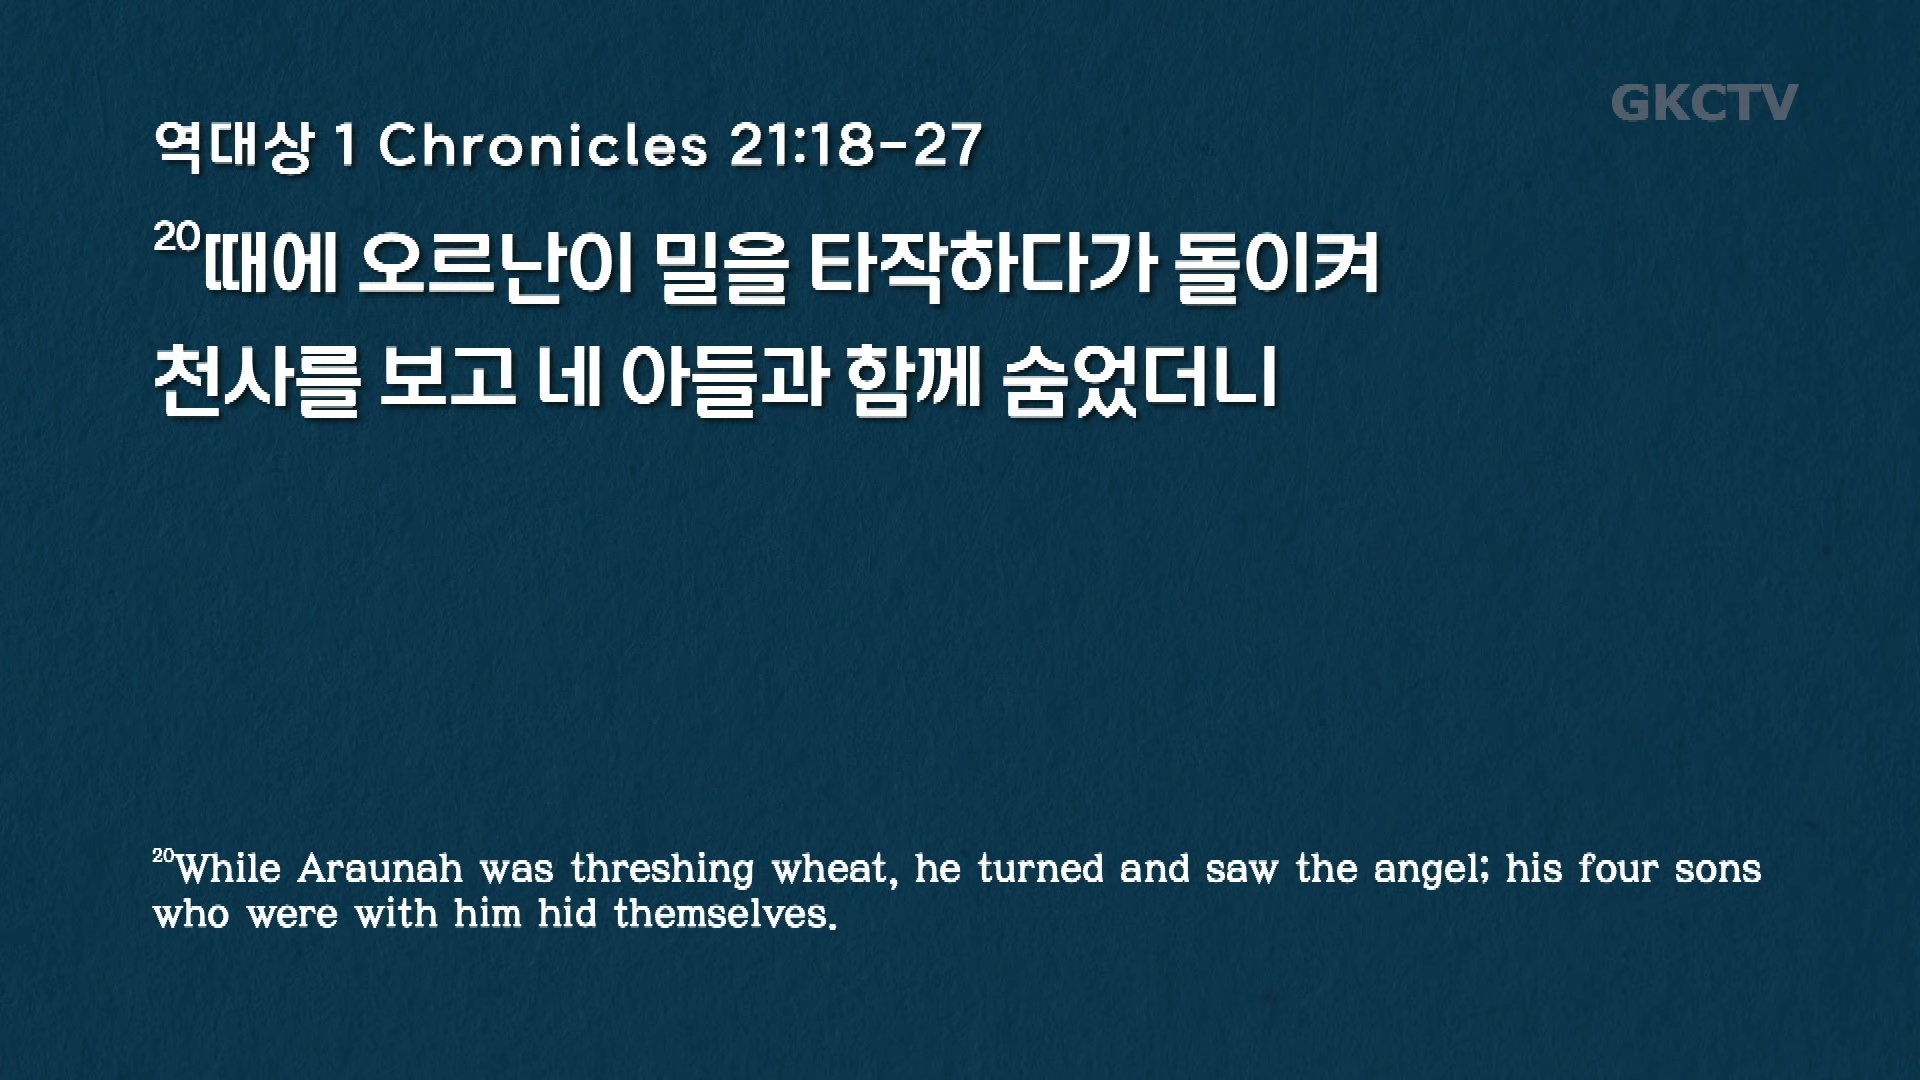 GKCTV
역대상 1 Chronicles 21:18-27
20때에 오르난이 밀을 타작하다가 돌이켜
천사를 보고 네 아들과 함께 숨었더니
20While Araunah was threshing wheat, he turned and saw the angel; his four sons
who were with him hid themselves.